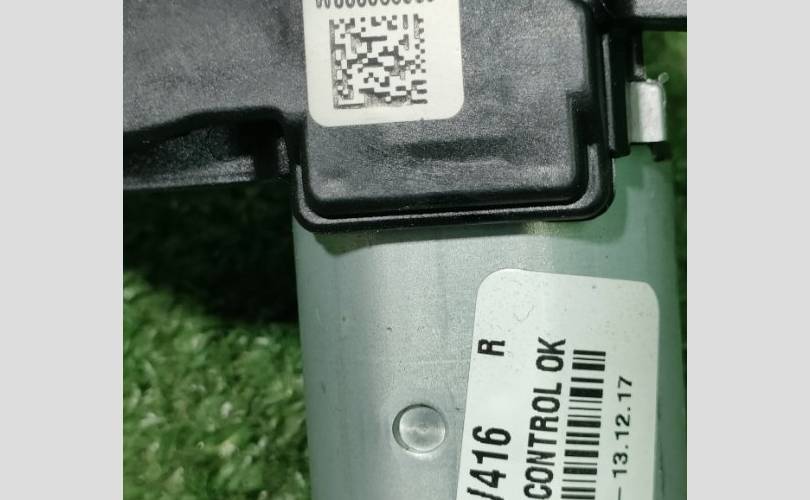 R
/416
CONTROL OK
13.12.17